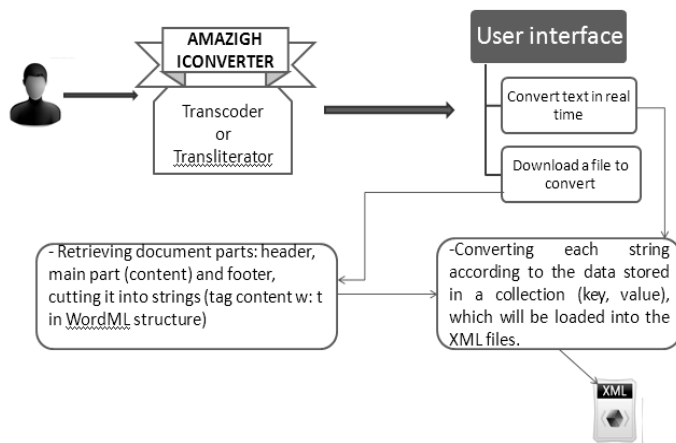 AMAZIGH
ICONVERTER
Transcoder
or
Transliterator
User interface
Convert text in real
time
Download a file to
convert
- Retrieving document parts: header,
main part (content) and footer,
cutting it into strings (tag content w: t
in WordML structure)
-Converting each string
according to the data stored
in a collection (key, value),
which will be loaded into the
XML files.
XML